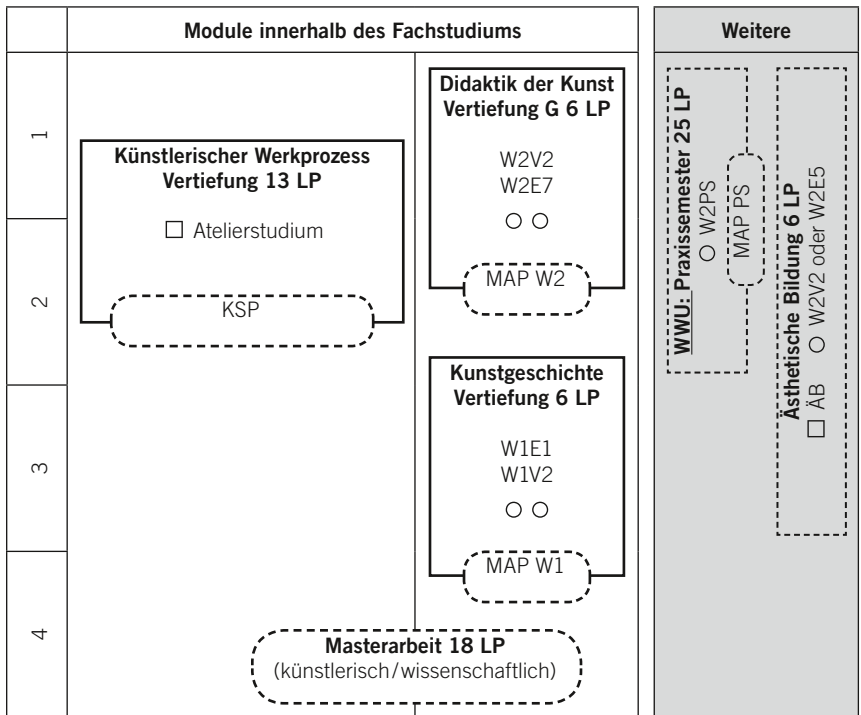 Module innerhalb des Fachstudiums
Weitere
1
2
3
4
Künstlerischer Werkprozess
Vertiefung 13 LP
Atelierstudium
KSP
Didaktik der Kunst
Vertiefung G 6 LP
W2V2
W2E7
MAP W2
Kunstgeschichte
Vertiefung 6 LP
W1E1
W1V2
MAP W1
Masterarbeit 18 LP
(künstlerisch/wissenschaftlich)
WWU: Praxissemester 25 LP
W2PS
MAP PS
Ästhetische Bildung 6 LP
ÄB W2V2 oder W2E5